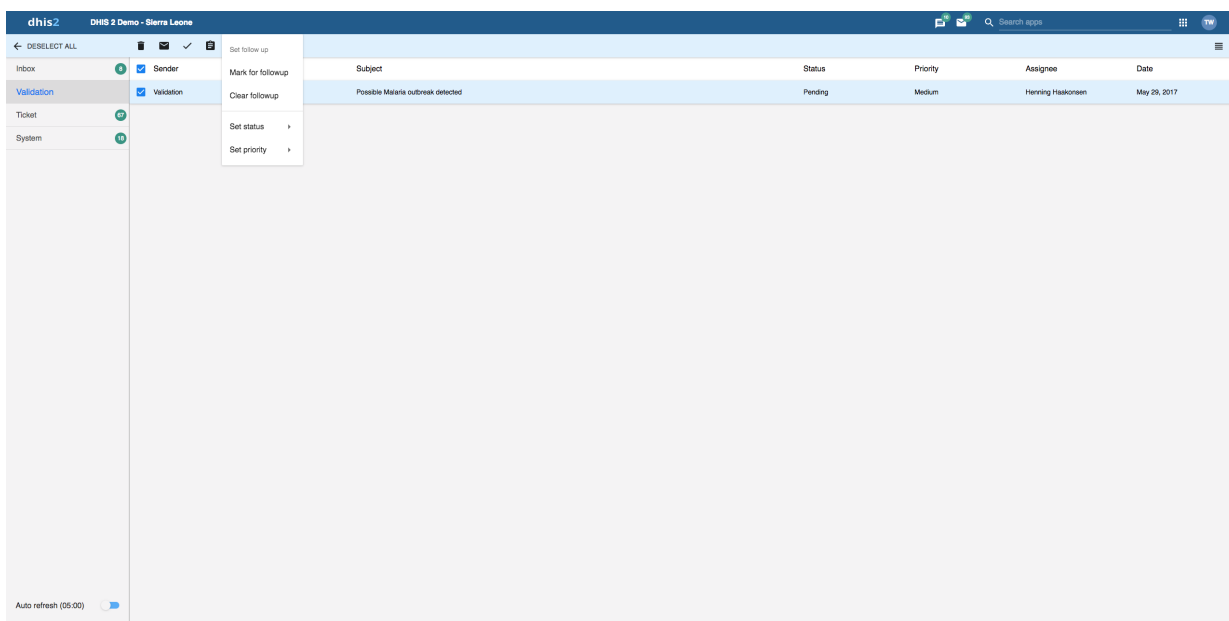 dhis2 DHIS 2 Demo - Sierra Leone Search apps TW
DESELECT ALL
Set follow up
Mark for followup
Clear followup
Set status
Set priority
Inbox 6
Validation
Ticket 67
System 18
Sender Subject Status Priority Assignee Date
Validation Possible Malaria outbreak detected Pending Medium Henning Haakonsen May 29, 2017
Auto refresh (05:00)